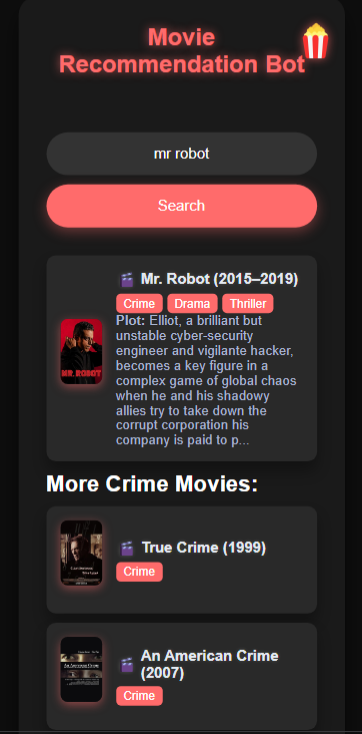 Movie
Recommendation Bot
mr robot
Search
Mr. Robot (2015–2019)
Crime Drama Thriller
Plot: Elliot, a brilliant but
unstable cyber-security
engineer and vigilante hacker,
becomes a key figure in a
complex game of global chaos
when he and his shadowy
allies try to take down the
corrupt corporation his
company is paid to p...
MR. ROBOT
More Crime Movies:
True Crime (1999)
Crime
An American Crime
(2007)
Crime
An American Crime